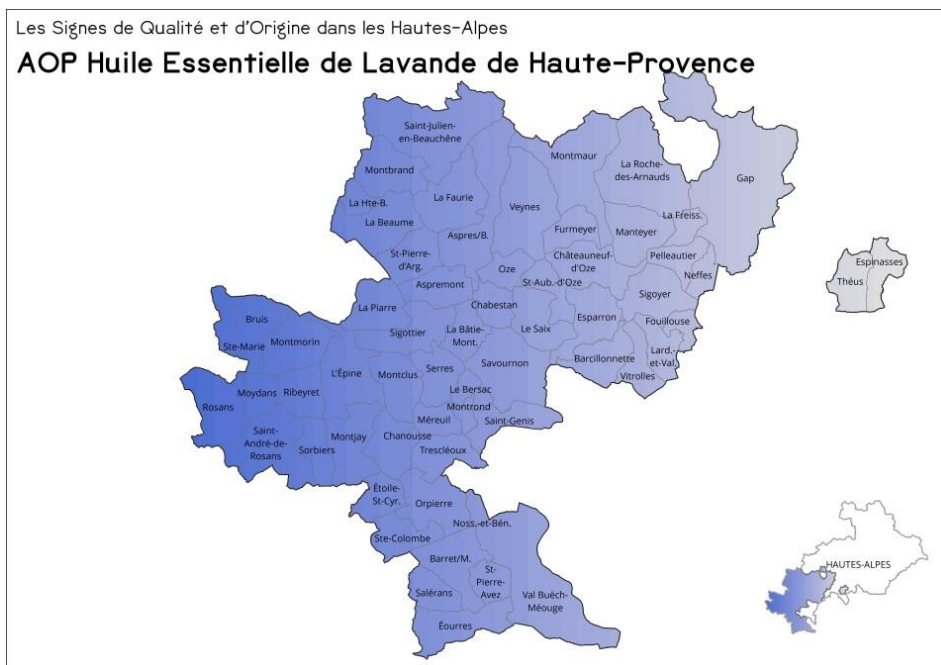 Les Signes de Qualité et d'Origine dans les Hautes-Alpes
AOP Huile Essentielle de Lavande de Haute-Provence
Saint-Julien-
en-Beauchêne
Montmaur
La Roche-
des-Arnauds
Montbrand
Gap
La Faurie
La Hte-B.
Veynes
La Freiss.
La Beaume
Furmeyer
Manteyer
Aspres/B.
St-Pierre-
d'Arg.
Châteauneuf-
d'Oze
Pelleautier
Espinasses
Oze
Neffes
Théus
St-Aub.-d'Oze
Aspremont
Sigoyer
La Piarre
Chabestan
Bruis
Esparron
Fouillouse
Sigottier
La Bâtie-
Mont.
Le Saix
Montmorin
Ste-Marie
Lard.-
et-Val.
Barcillonnette
Savournon
L'Épine
Montclus
Serres
Vitrolles
Le Bersac
Moydans
Ribeyret
Rosans
Montrond
Méreuil
Saint-Genis
Saint-
André-de-
Rosans
Montjay
Chanousse
Sorbiers
Trescléoux
Étoile-
St-Cyr.
Orpierre
Noss.-et-Bén.
Ste-Colombe
Barret/M.
HAUTES-ALPES
St-
Pierre-
Avez
Salérans
Val Buëch-
Méouge
Éourres